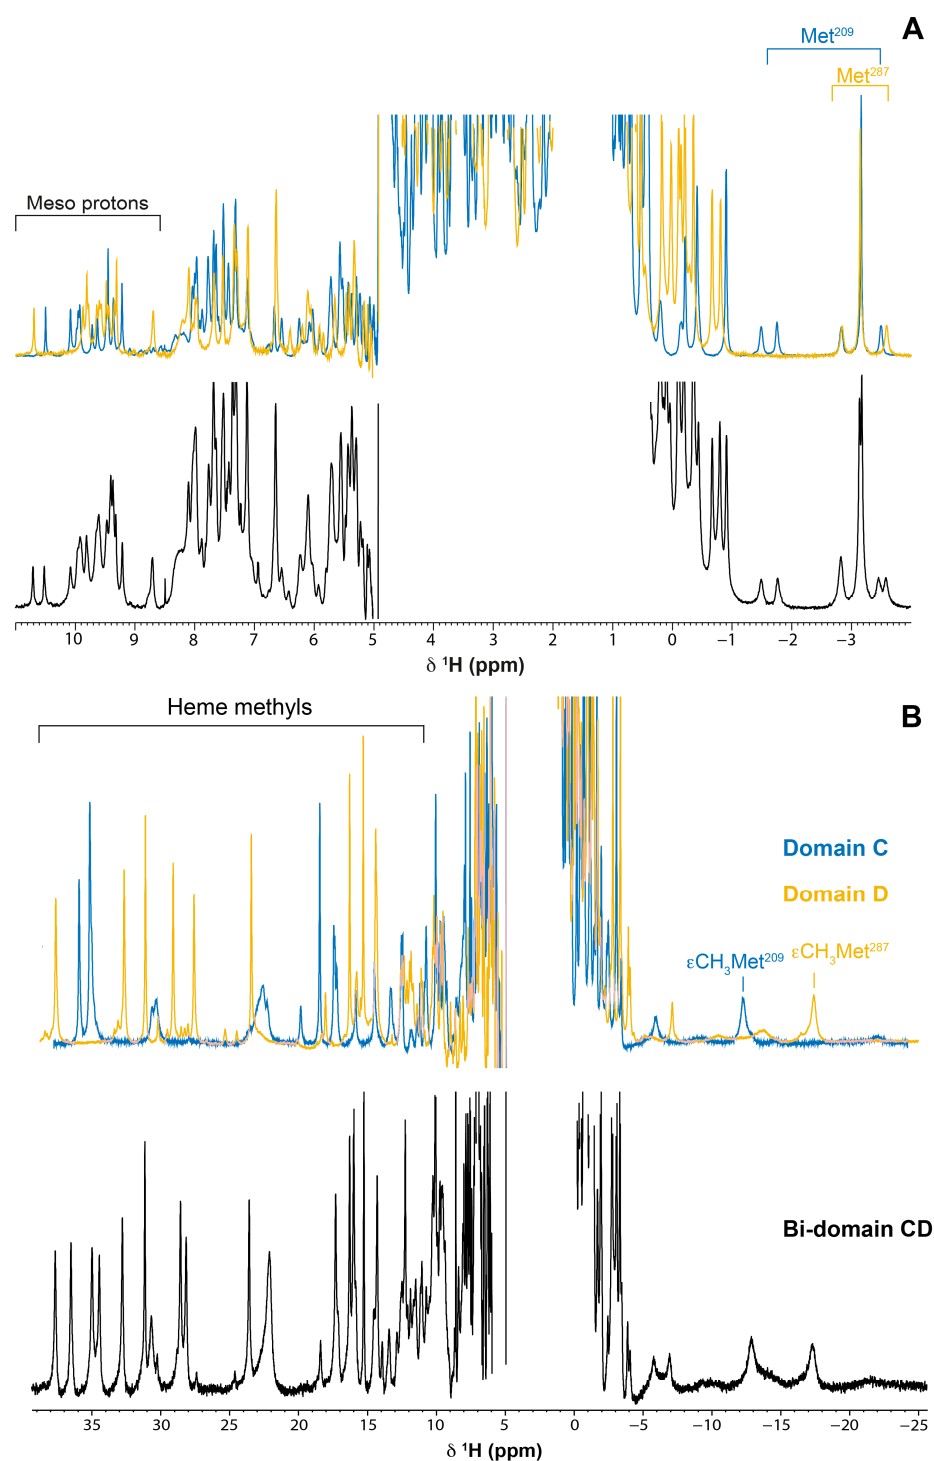 A
Met²⁰⁹
Met²⁸⁷
Meso protons
10 9 8 7 6 5 4 3 2 1 0 −1 −2 −3
δ ¹H (ppm)
B
Heme methyls
Domain C
Domain D
εCH₃Met²⁰⁹ εCH₃Met²⁸⁷
Bi-domain CD
35 30 25 20 15 10 5 0 −5 −10 −15 −20 −25
δ ¹H (ppm)